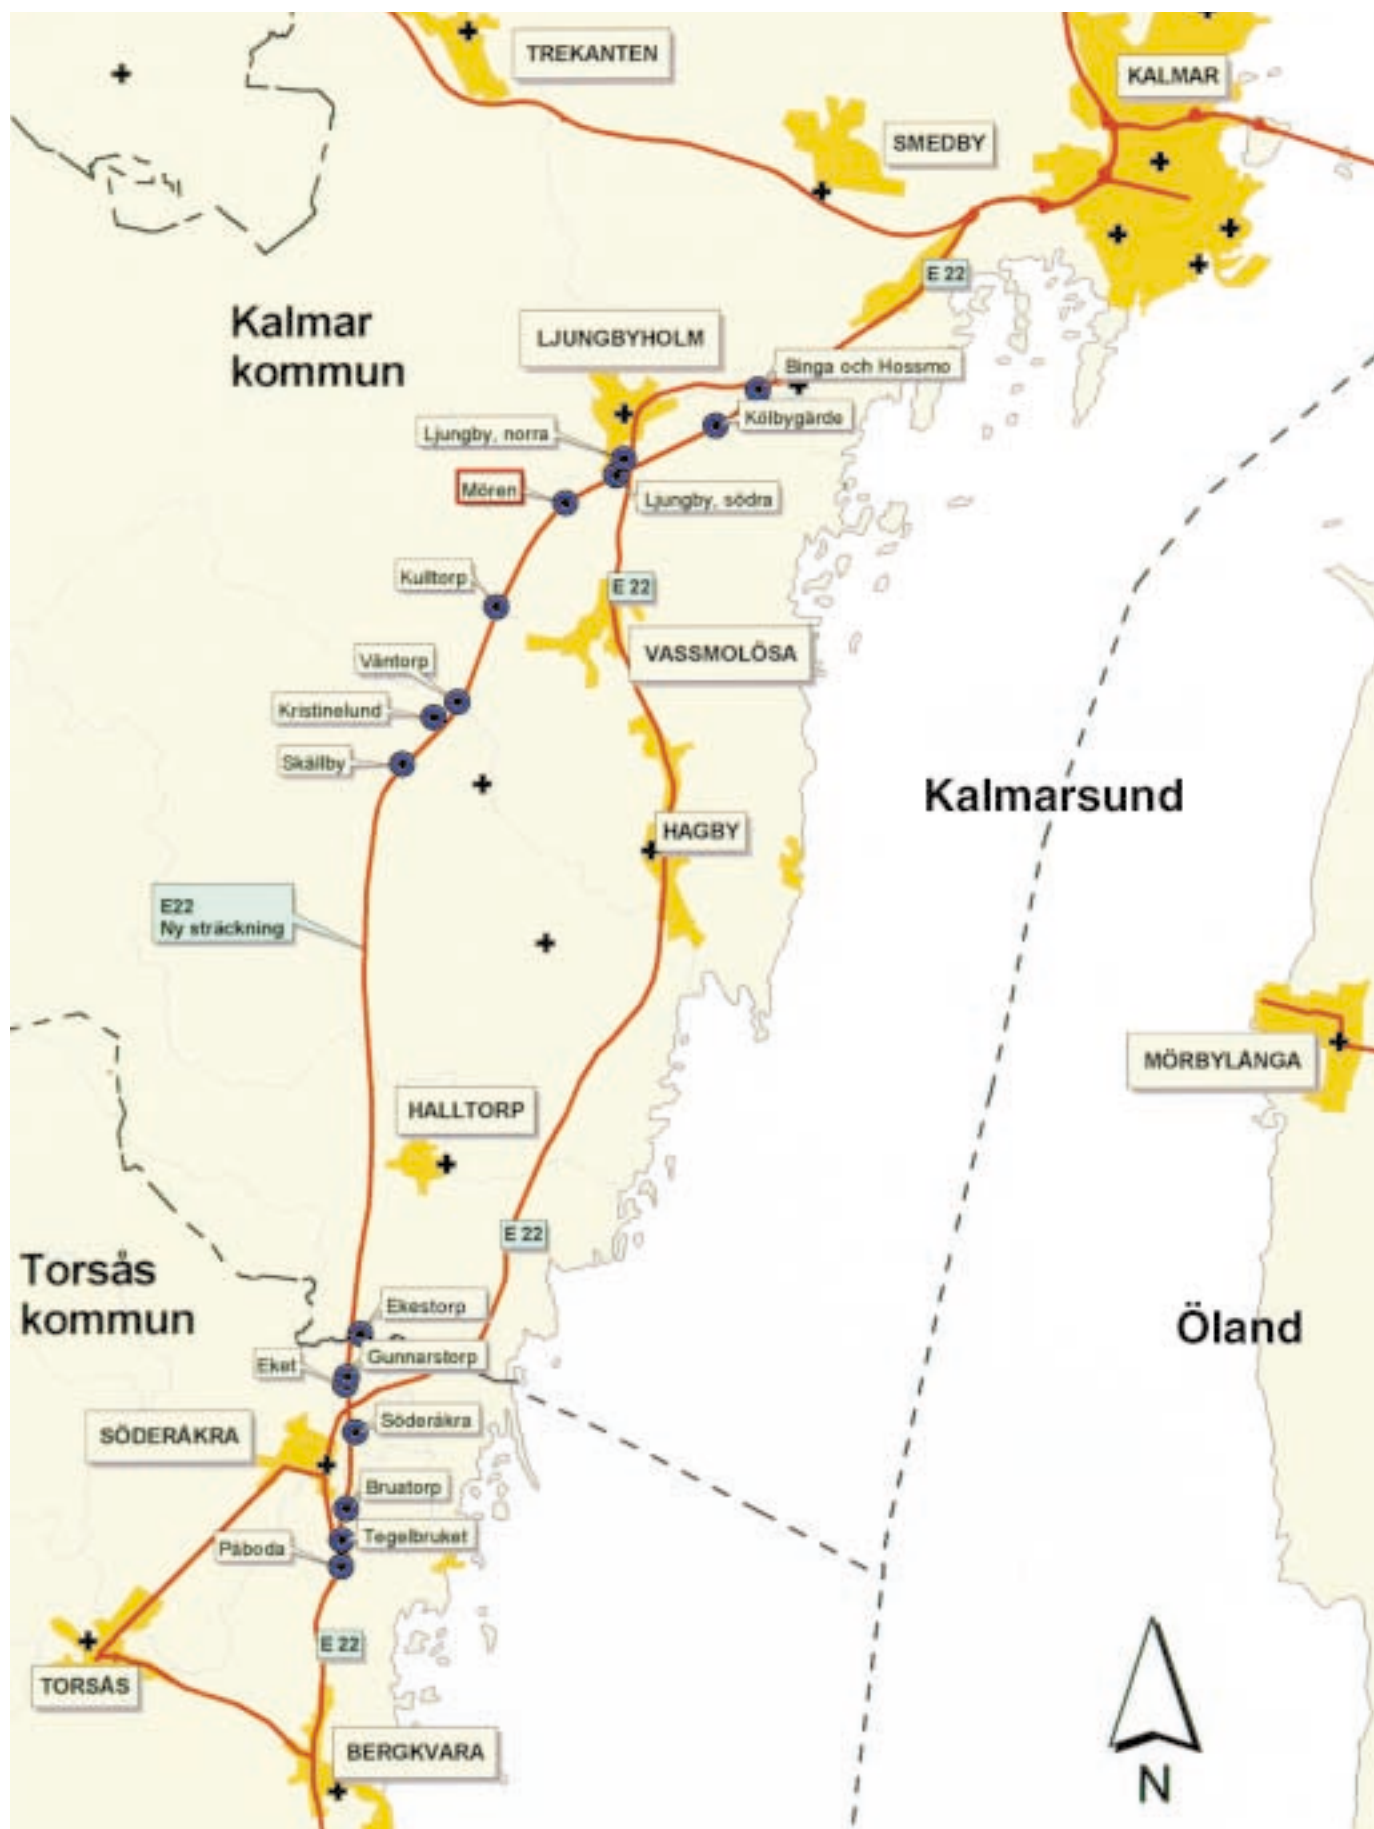 TREKANTEN
KALMAR
SMEDBY
E 22
Kalmar
kommun
LJUNGBYHOLM
Binga och Hossmo
Kölbygärde
Ljungby, norra
Mören
Ljungby, södra
Kulltorp
E 22
VASSMOLÖSA
Väntorp
Kristinelund
Skällby
Kalmarsund
HAGBY
E22
Ny sträckning
MÖRBYLÅNGA
HALLTORP
E 22
Torsås
kommun
Ekestorp
Öland
Gunnarstorp
Eket
Söderåkra
SÖDERÅKRA
Bruatorp
Tegelbruket
Påboda
E 22
TORSÅS
BERGKVARA
N